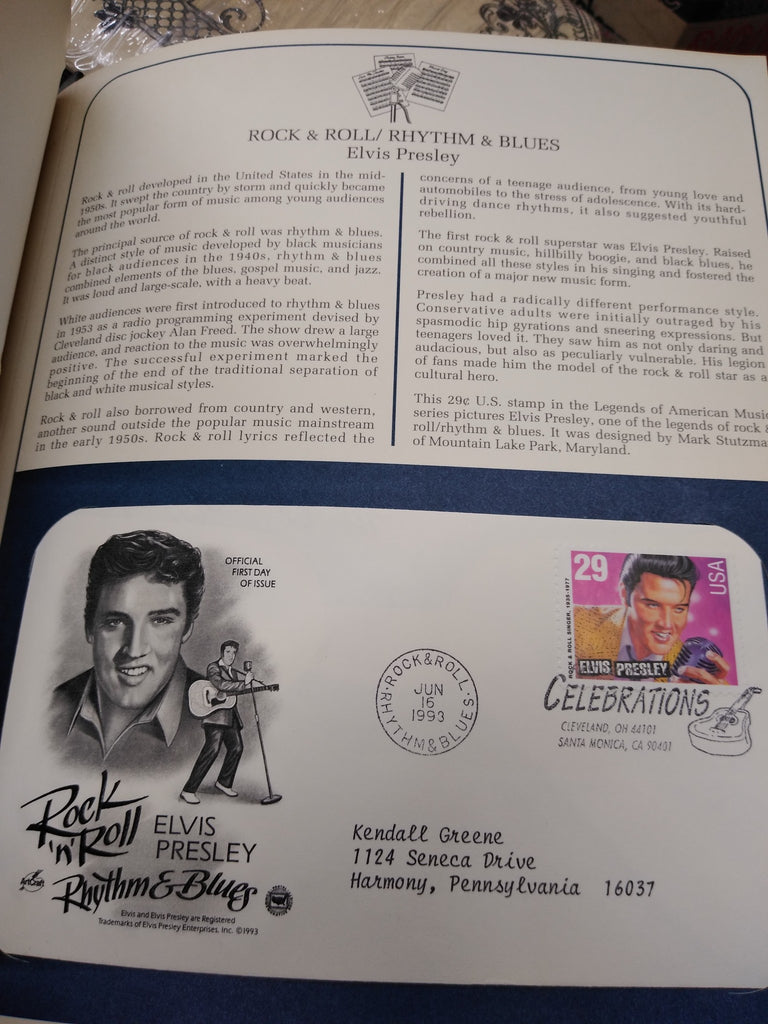 ROCK & ROLL/ RHYTHM & BLUES
Elvis Presley
Rock & roll developed in the United States in the mid-
1950s. It swept the country by storm and quickly became
the most popular form of music among young audiences
around the world.
The principal source of rock & roll was rhythm & blues.
A distinct style of music developed by black musicians
for black audiences in the 1940s, rhythm & blues
combined elements of the blues, gospel music, and jazz.
It was loud and large-scale, with a heavy beat.
White audiences were first introduced to rhythm & blues
in 1953 as a radio programming experiment devised by
Cleveland disc jockey Alan Freed. The show drew a large
audience, and reaction to the music was overwhelmingly
positive. The successful experiment marked the
beginning of the end of the traditional separation of
black and white musical styles.
Rock & roll also borrowed from country and western,
another sound outside the popular music mainstream
in the early 1950s. Rock & roll lyrics reflected the
concerns of a teenage audience, from young love and
automobiles to the stress of adolescence. With its hard-
driving dance rhythms, it also suggested youthful
rebellion.
The first rock & roll superstar was Elvis Presley. Raised
on country music, hillbilly boogie, and black blues, he
combined all these styles in his singing and fostered the
creation of a major new music form.
Presley had a radically different performance style.
Conservative adults were initially outraged by his
spasmodic hip gyrations and sneering expressions. But
teenagers loved it. They saw him as not only daring and
audacious, but also as peculiarly vulnerable. His legion
of fans made him the model of the rock & roll star as a
cultural hero.
This 29¢ U.S. stamp in the Legends of American Musi
series pictures Elvis Presley, one of the legends of rock &
roll/rhythm & blues. It was designed by Mark Stutzma
of Mountain Lake Park, Maryland.
OFFICIAL
FIRST DAY
OF ISSUE
29
USA
ROCK & ROLL SINGER, 1935-1977
ELVIS PRESLEY
ROCK & ROLL
JUN
16
1993
RHYTHM & BLUES
CELEBRATIONS
CLEVELAND, OH 44101
SANTA MONICA, CA 90401
Rock
'n' Roll
ELVIS
PRESLEY
Rhythm & Blues
ArtCraft
Elvis and Elvis Presley are Registered
Trademarks of Elvis Presley Enterprises, Inc. ©1993
Kendall Greene
1124 Seneca Drive
Harmony, Pennsylvania 16037